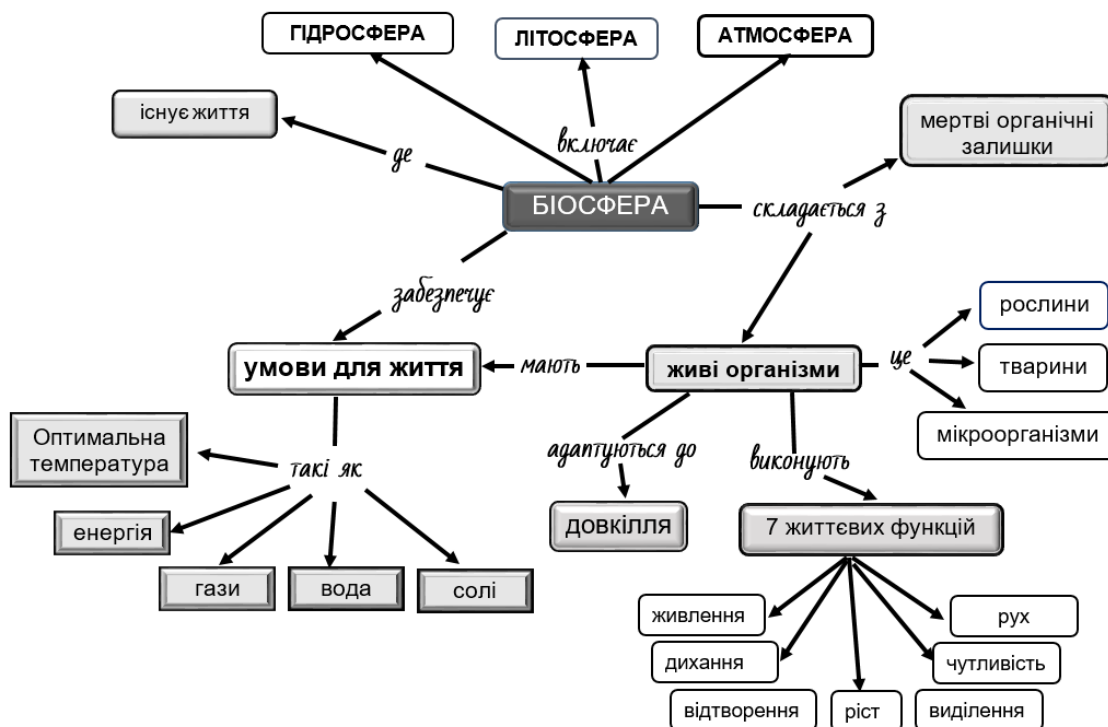 ГІДРОСФЕРА
ЛІТОСФЕРА
АТМОСФЕРА
існує життя
де
включає
мертві органічні
залишки
БІОСФЕРА
складається з
забезпечує
умови для життя
мають
живі організми
це
рослини
тварини
мікроорганізми
Оптимальна
температура
такі як
енергія
гази
вода
солі
адаптуються до
довкілля
виконують
7 життєвих функцій
живлення
рух
дихання
чутливість
відтворення
ріст
виділення